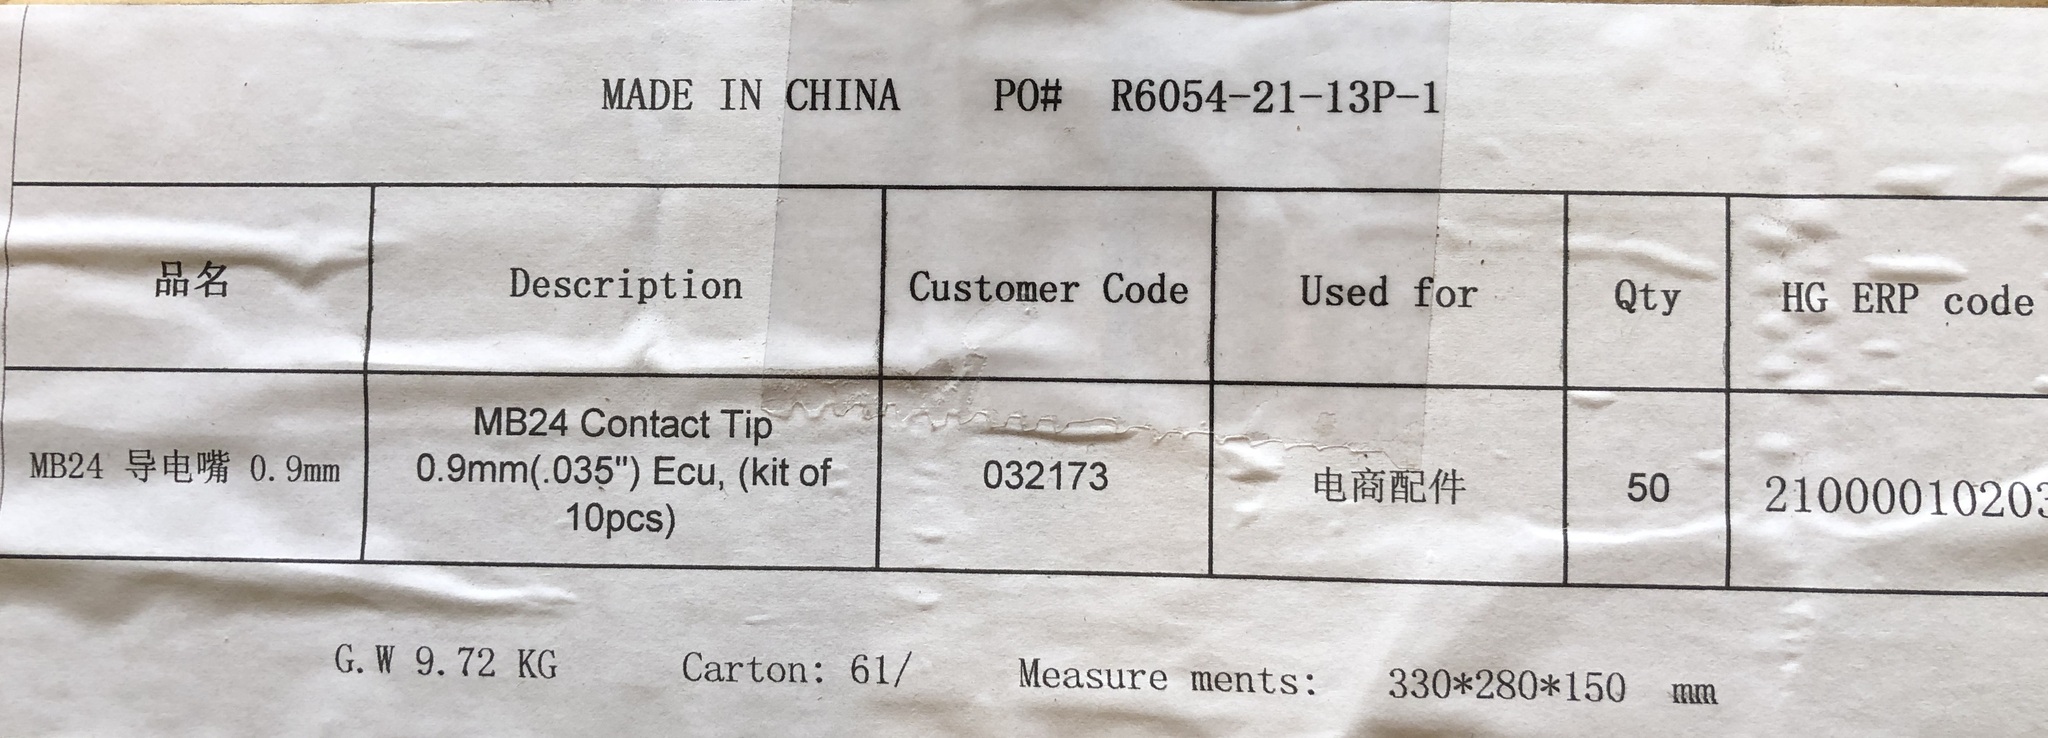 MADE IN CHINA PO# R6054-21-13P-1
品名 Description Customer Code Used for Qty HG ERP code
MB24 导电嘴 0.9mm
MB24 Contact Tip
0.9mm(.035") Ecu, (kit of
10pcs)
032173
电商配件
50
21000010203
G.W 9.72 KG Carton: 61/ Measure ments: 330*280*150 mm